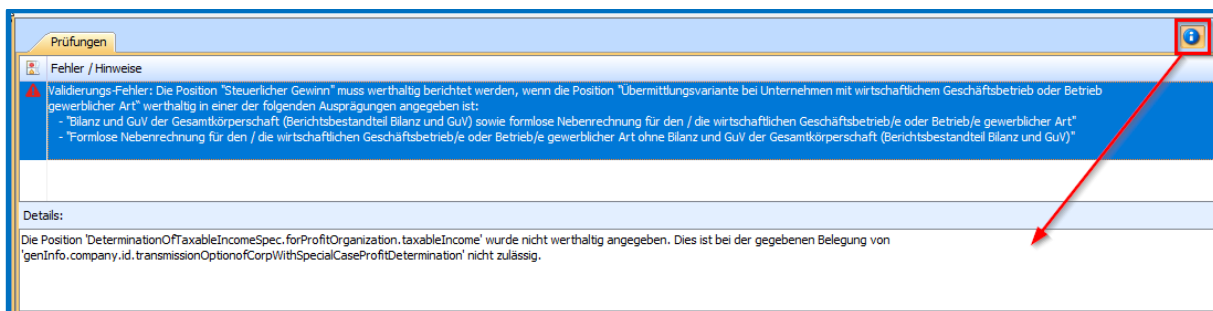 Prüfungen
Fehler / Hinweise
Validierungs-Fehler: Die Position "Steuerlicher Gewinn" muss werthaltig berichtet werden, wenn die Position "Übermittlungsvariante bei Unternehmen mit wirtschaftlichem Geschäftsbetrieb oder Betrieb
gewerblicher Art" werthaltig in einer der folgenden Ausprägungen angegeben ist:
- "Bilanz und GuV der Gesamtkörperschaft (Berichtsbestandteil Bilanz und GuV) sowie formlose Nebenrechnung für den / die wirtschaftlichen Geschäftsbetrieb/e oder Betrieb/e gewerblicher Art"
- "Formlose Nebenrechnung für den / die wirtschaftlichen Geschäftsbetrieb/e oder Betrieb/e gewerblicher Art ohne Bilanz und GuV der Gesamtkörperschaft (Berichtsbestandteil Bilanz und GuV)"
Details:
Die Position 'DeterminationOfTaxableIncomeSpec.forProfitOrganization.taxableIncome' wurde nicht werthaltig angegeben. Dies ist bei der gegebenen Belegung von
'genInfo.company.id.transmissionOptionofCorpWithSpecialCaseProfitDetermination' nicht zulässig.